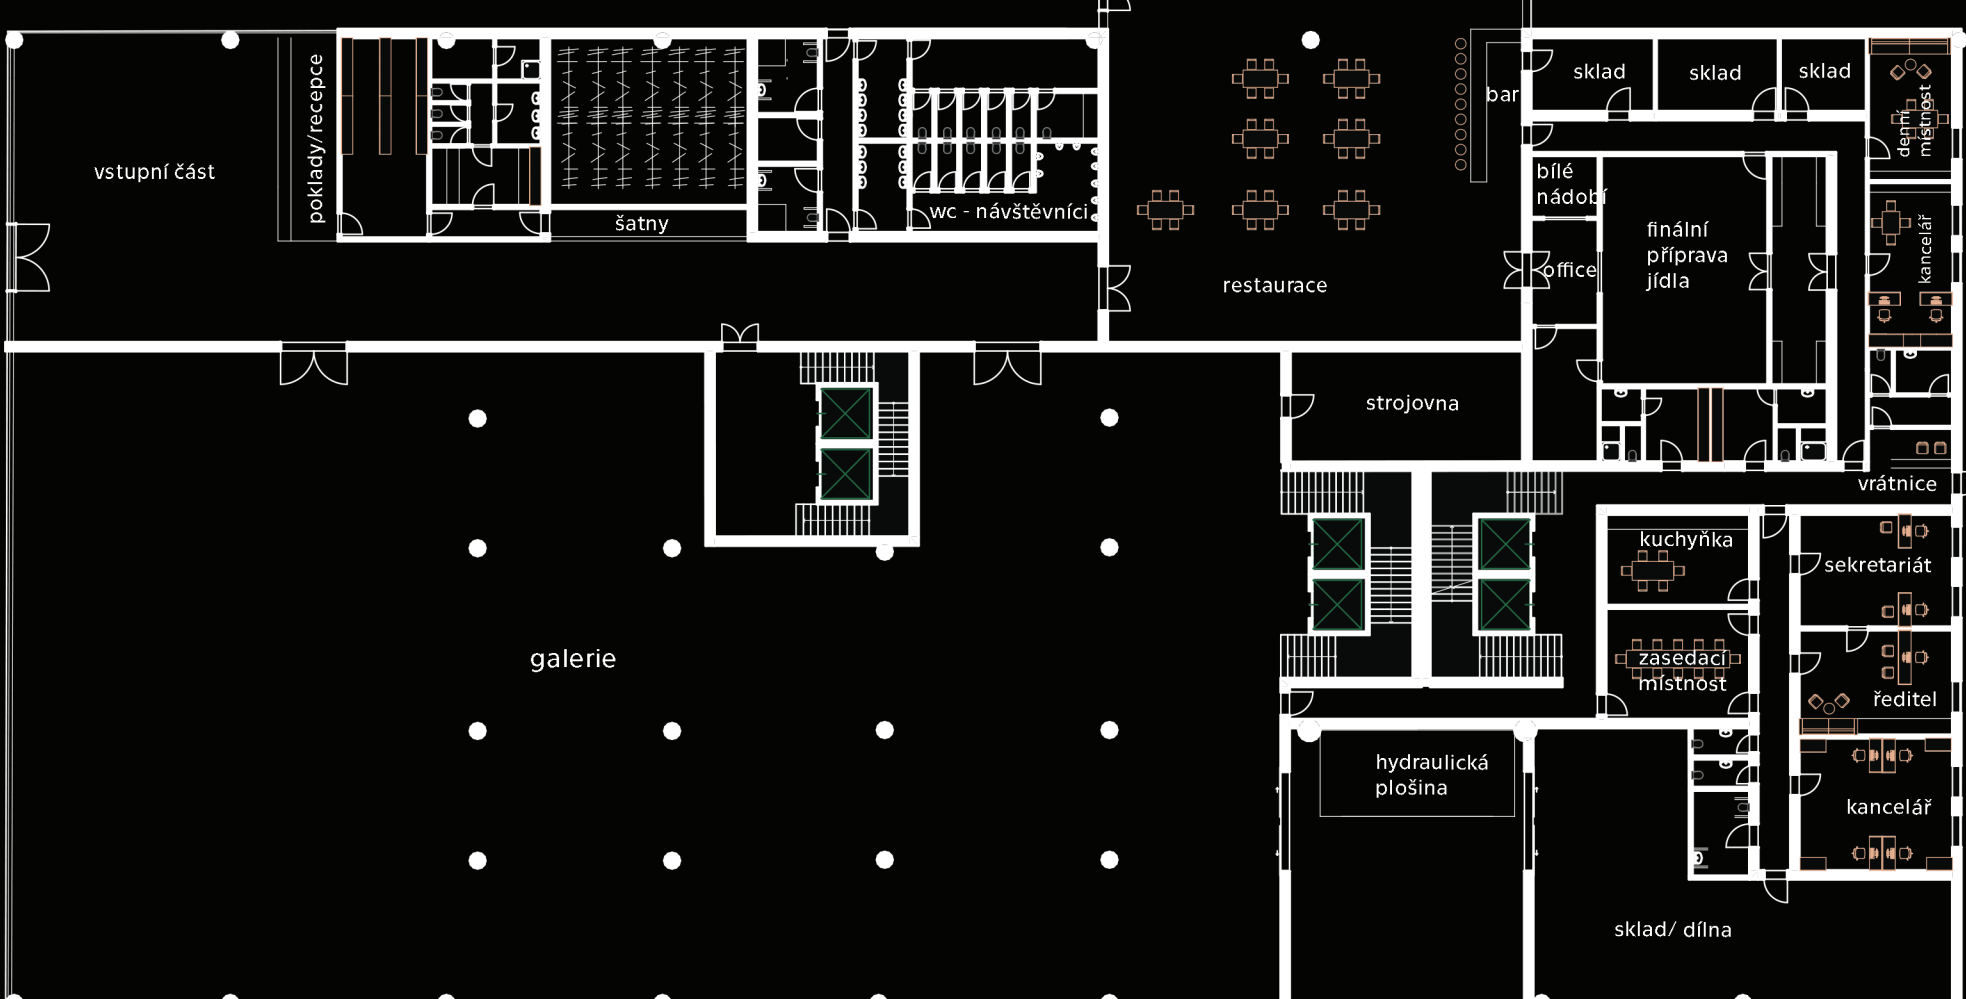 vstupní část
poklady/recepce
šatny
wc - návštěvníci
restaurace
bar
sklad
sklad
sklad
denní
místnost
bílé
nádobí
office
finální
příprava
jídla
kancelář
strojovna
vrátnice
kuchyňka
sekretariát
zasedací
místnost
ředitel
galerie
hydraulická
plošina
kancelář
sklad/ dílna